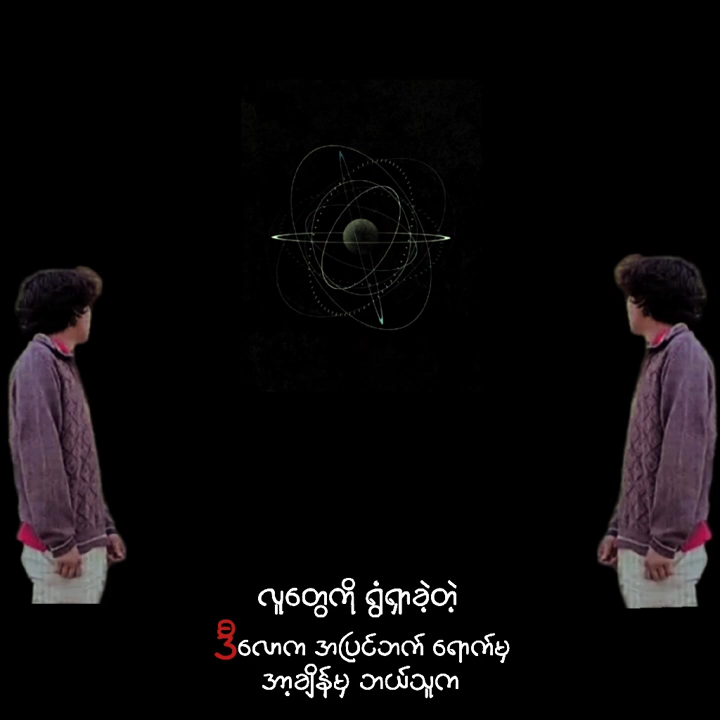 လူတွေကို ရွံရှာခဲ့တဲ့
ဒီလောက အပြင်ဘက် ရောက်မှ
အာ့ချိန်မှ ဘယ်သူက